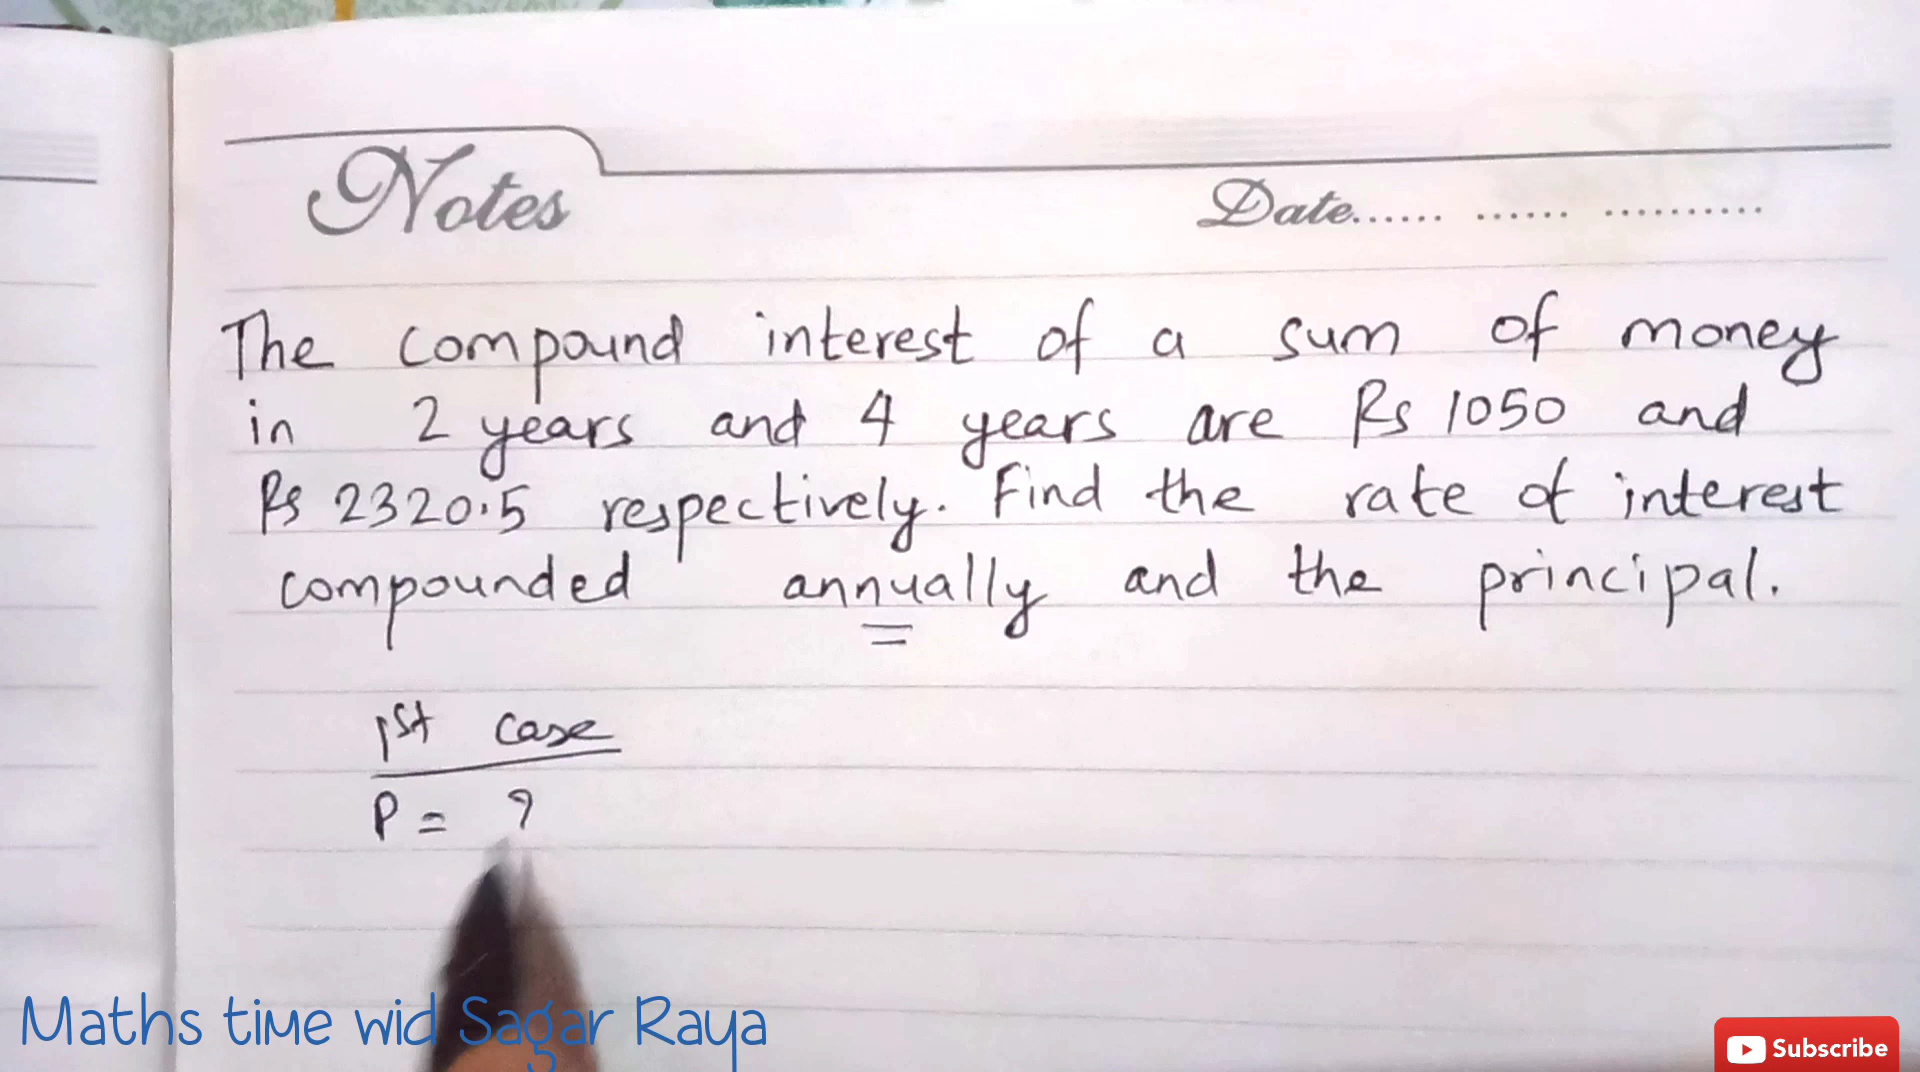 Notes
Date...... ...... ..........
The compound interest of a sum of money
in 2 years and 4 years are Rs 1050 and
Rs 2320.5 respectively. Find the rate of interest
compounded annually and the principal.
1st case
P = ?
Maths time wid Sagar Raya
Subscribe